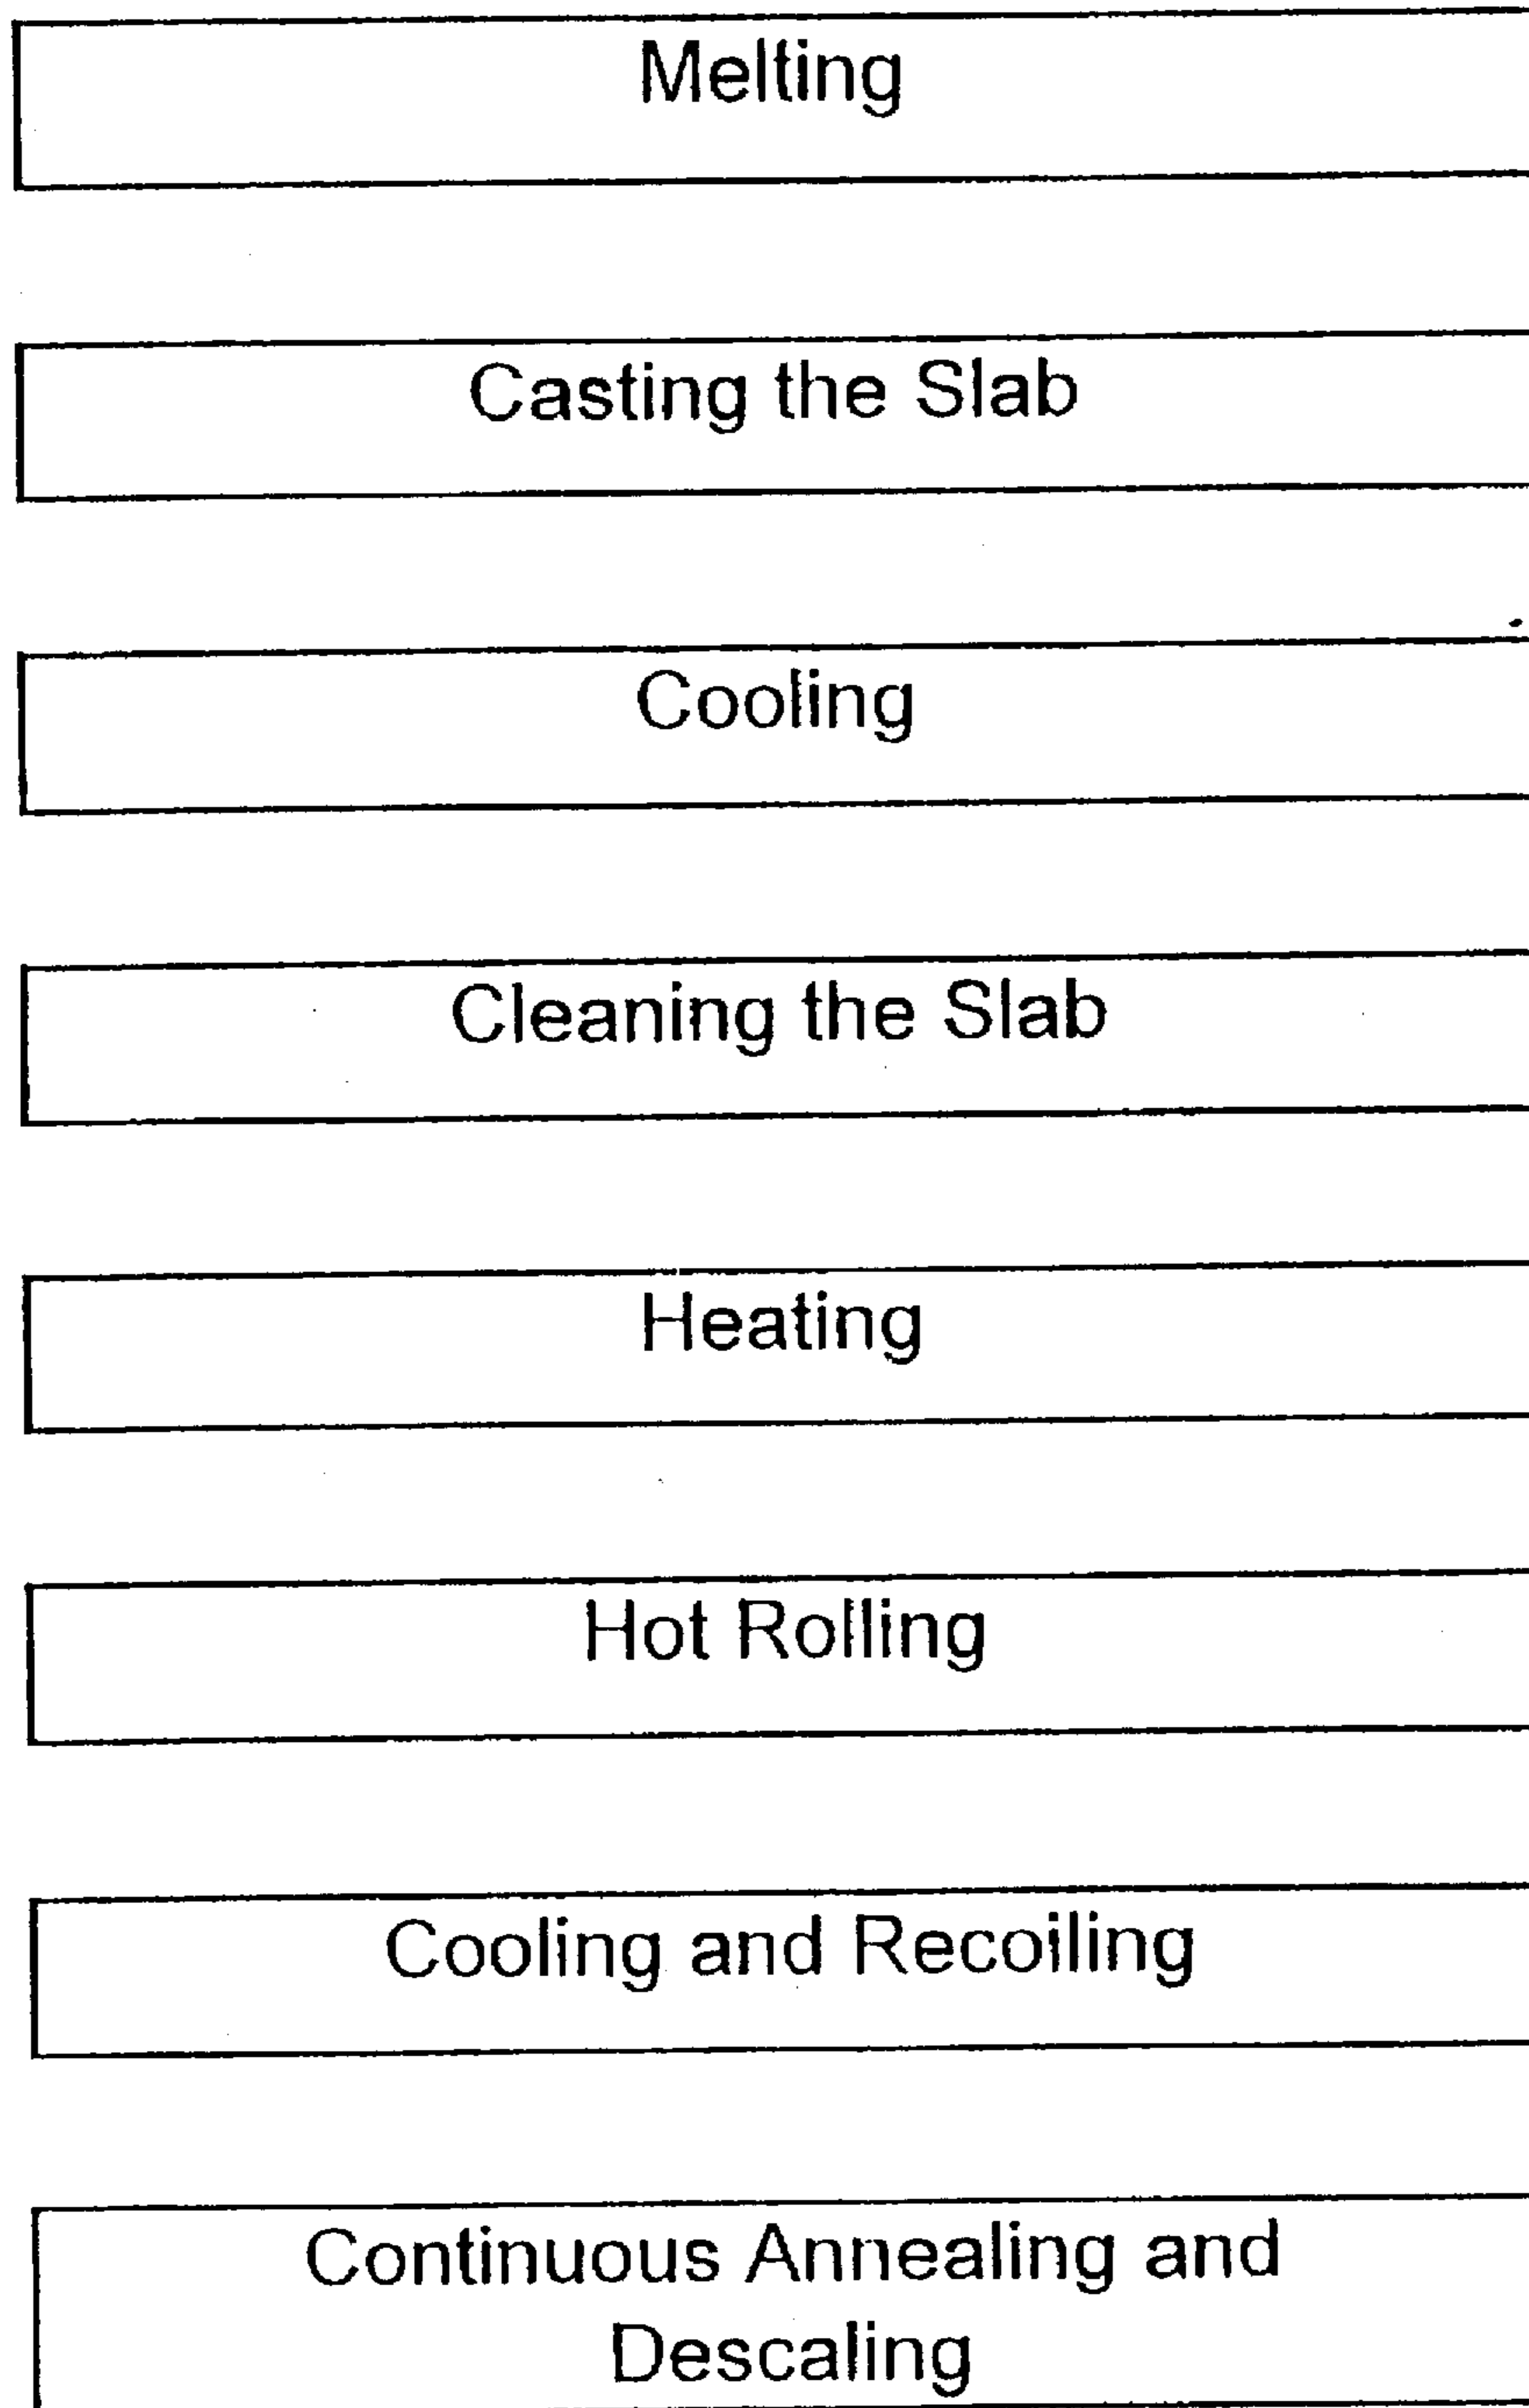 Melting
Casting the Slab
Cooling
Cleaning the Slab
Heating
Hot Rolling
Cooling and Recoiling
Continuous Annealing and
Descaling